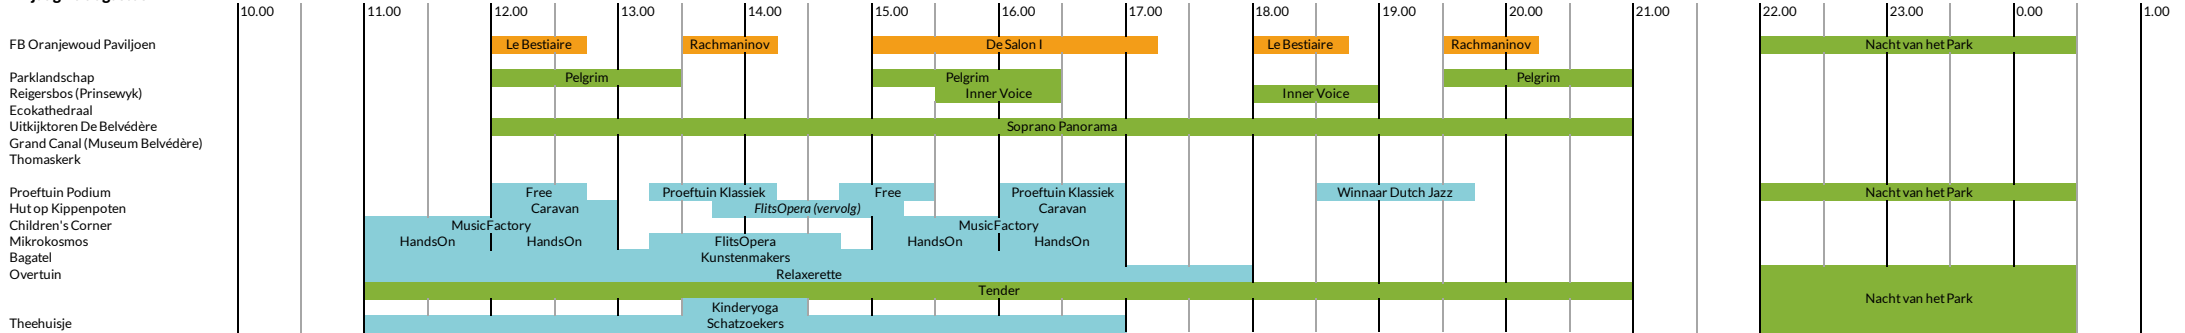 10.00 11.00 12.00 13.00 14.00 15.00 16.00 17.00 18.00 19.00 20.00 21.00 22.00 23.00 0.00 1.00
FB Oranjewoud Paviljoen Le Bestiaire Rachmaninov De Salon I Le Bestiaire Rachmaninov Nacht van het Park
Parklandschap Pelgrim Pelgrim Pelgrim
Reigersbos (Prinsewyk) Inner Voice Inner Voice
Ecokathedraal
Uitkijktoren De Belvédère Soprano Panorama
Grand Canal (Museum Belvédère)
Thomaskerk
Proeftuin Podium Free Proeftuin Klassiek Free Proeftuin Klassiek Winnaar Dutch Jazz Nacht van het Park
Hut op Kippenpoten Caravan FlitsOpera (vervolg) Caravan
Children's Corner MusicFactory MusicFactory
Mikrokosmos HandsOn HandsOn FlitsOpera HandsOn HandsOn
Bagatel Kunstenmakers
Overtuin Relaxerette
Tender
Nacht van het Park
Kinderyoga
Theehuisje Schatzoekers